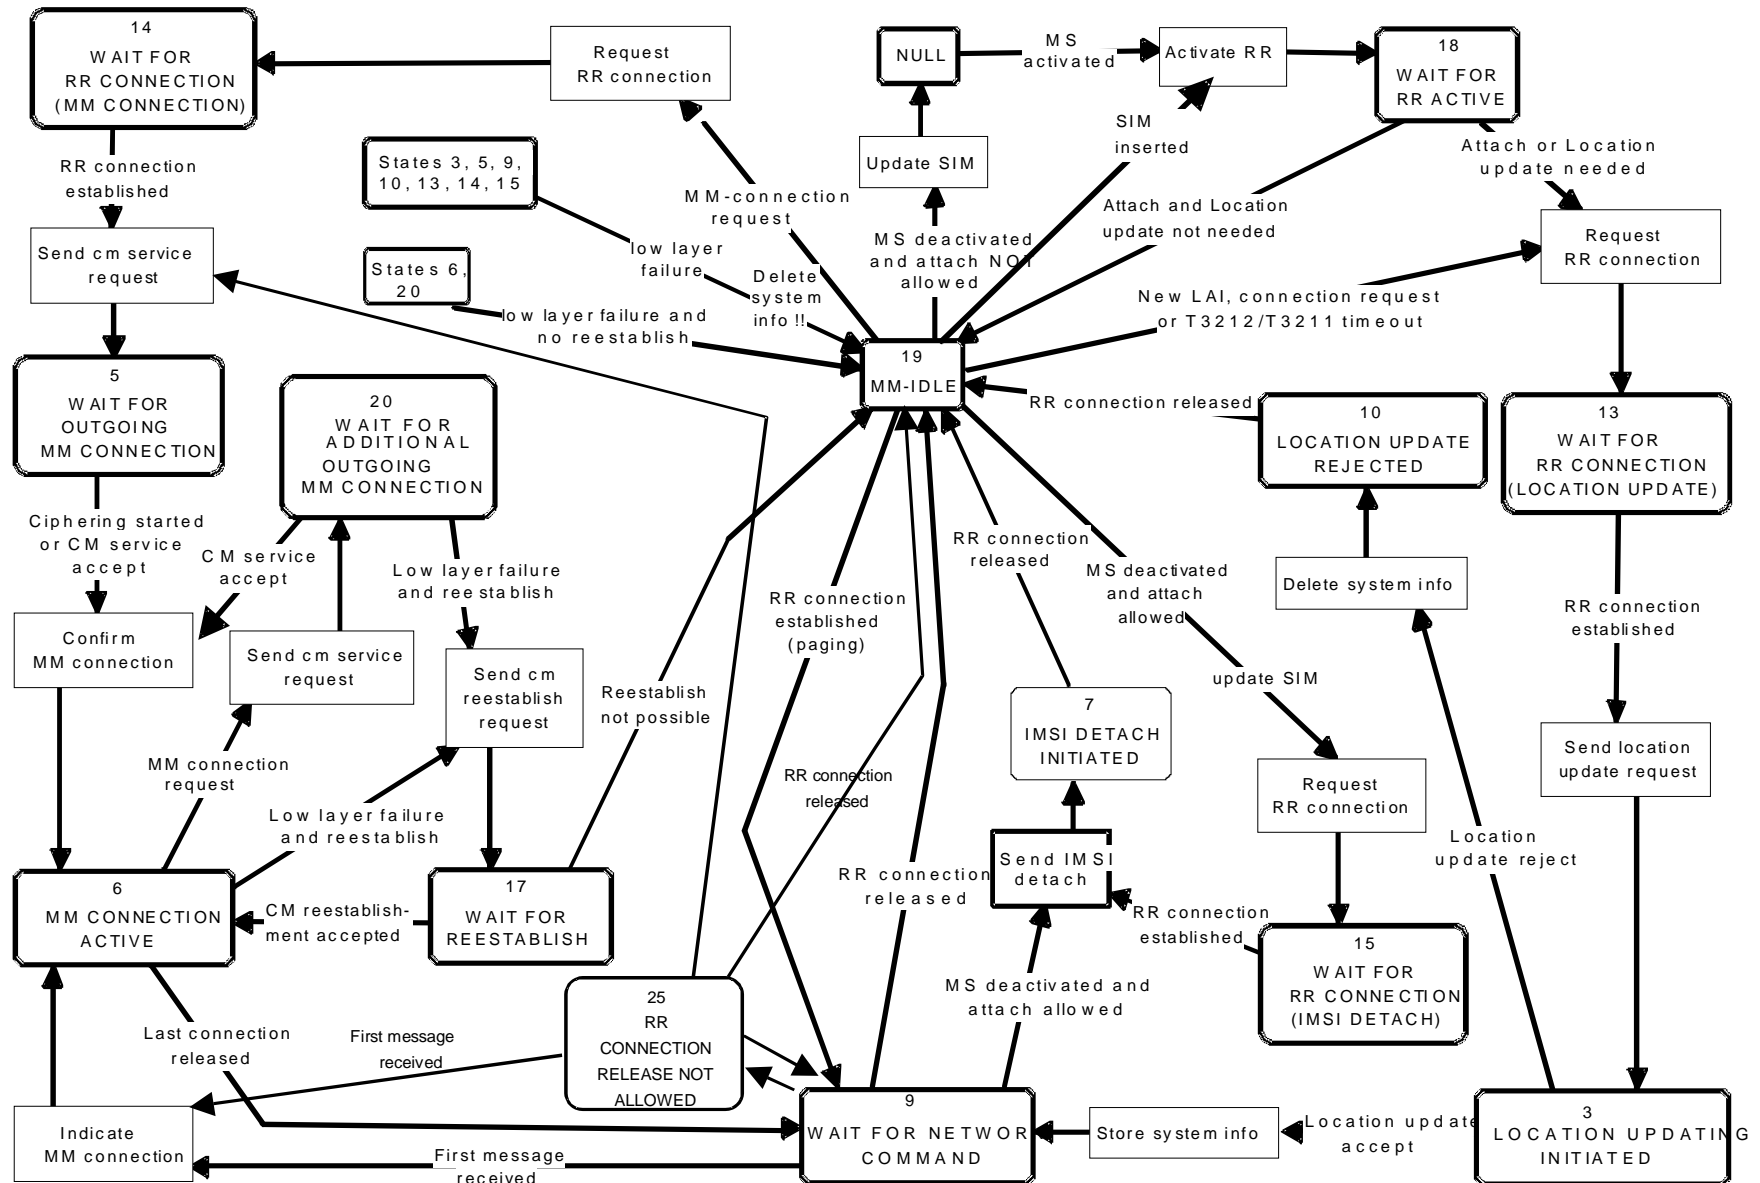 14
WAIT FOR
RR CONNECTION
(MM CONNECTION)
Request
RR connection
NULL
MS
activated
Activate RR
18
WAIT FOR
RR ACTIVE
RR connection
established
States 3, 5, 9,
10, 13, 14, 15
Update SIM
SIM
inserted
Attach or Location
update needed
MM-connection
request
Attach and Location
update not needed
Send cm service
request
low layer
failure
MS deactivated
and attach NOT
allowed
Request
RR connection
States 6,
20
Delete
system
info !!
low layer failure and
no reestablish
New LAI, connection request
or T3212/T3211 timeout
19
MM-IDLE
5
WAIT FOR
OUTGOING
MM CONNECTION
20
WAIT FOR
ADDITIONAL
OUTGOING
MM CONNECTION
RR connection released
10
LOCATION UPDATE
REJECTED
13
WAIT FOR
RR CONNECTION
(LOCATION UPDATE)
Ciphering started
or CM service
accept
CM service
accept
Low layer failure
and reestablish
RR connection
released
MS deactivated
and attach
allowed
Delete system info
RR connection
established
(paging)
RR connection
established
Confirm
MM connection
Send cm service
request
Send cm
reestablish
request
Reestablish
not possible
update SIM
7
IMSI DETACH
INITIATED
Send location
update request
MM connection
request
RR connection
released
Request
RR connection
Low layer failure
and reestablish
Location
update reject
Send IMSI
detach
RR connection
released
6
MM CONNECTION
ACTIVE
CM reestablish-
ment accepted
17
WAIT FOR
REESTABLISH
RR connection
established
15
WAIT FOR
RR CONNECTION
(IMSI DETACH)
MS deactivated and
attach allowed
25
RR
CONNECTION
RELEASE NOT
ALLOWED
Last connection
released
First message
received
Indicate
MM connection
First message
received
9
WAIT FOR NETWOR
COMMAND
Store system info
Location update
accept
3
LOCATION UPDATING
INITIATED